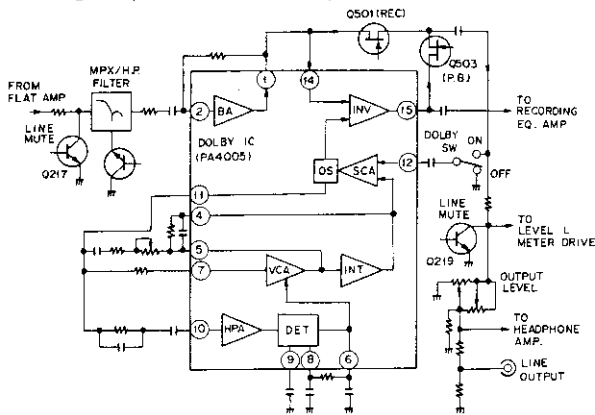 Q501 (REC)
Q503
(P.B)
MPX/H.P.
FILTER
FROM
FLAT AMP
LINE
MUTE
Q217
1
14
2
BA
INV
15
DOLBY IC
(PA4005)
TO
RECORDING
EQ. AMP
DOLBY
SW
ON
OFF
12
OS
SCA
11
4
5
7
VCA
INT
LINE
MUTE
Q219
TO
LEVEL L
METER DRIVE
OUTPUT
LEVEL
10
HPA
DET
9
8
6
TO
HEADPHONE
AMP.
LINE
OUTPUT